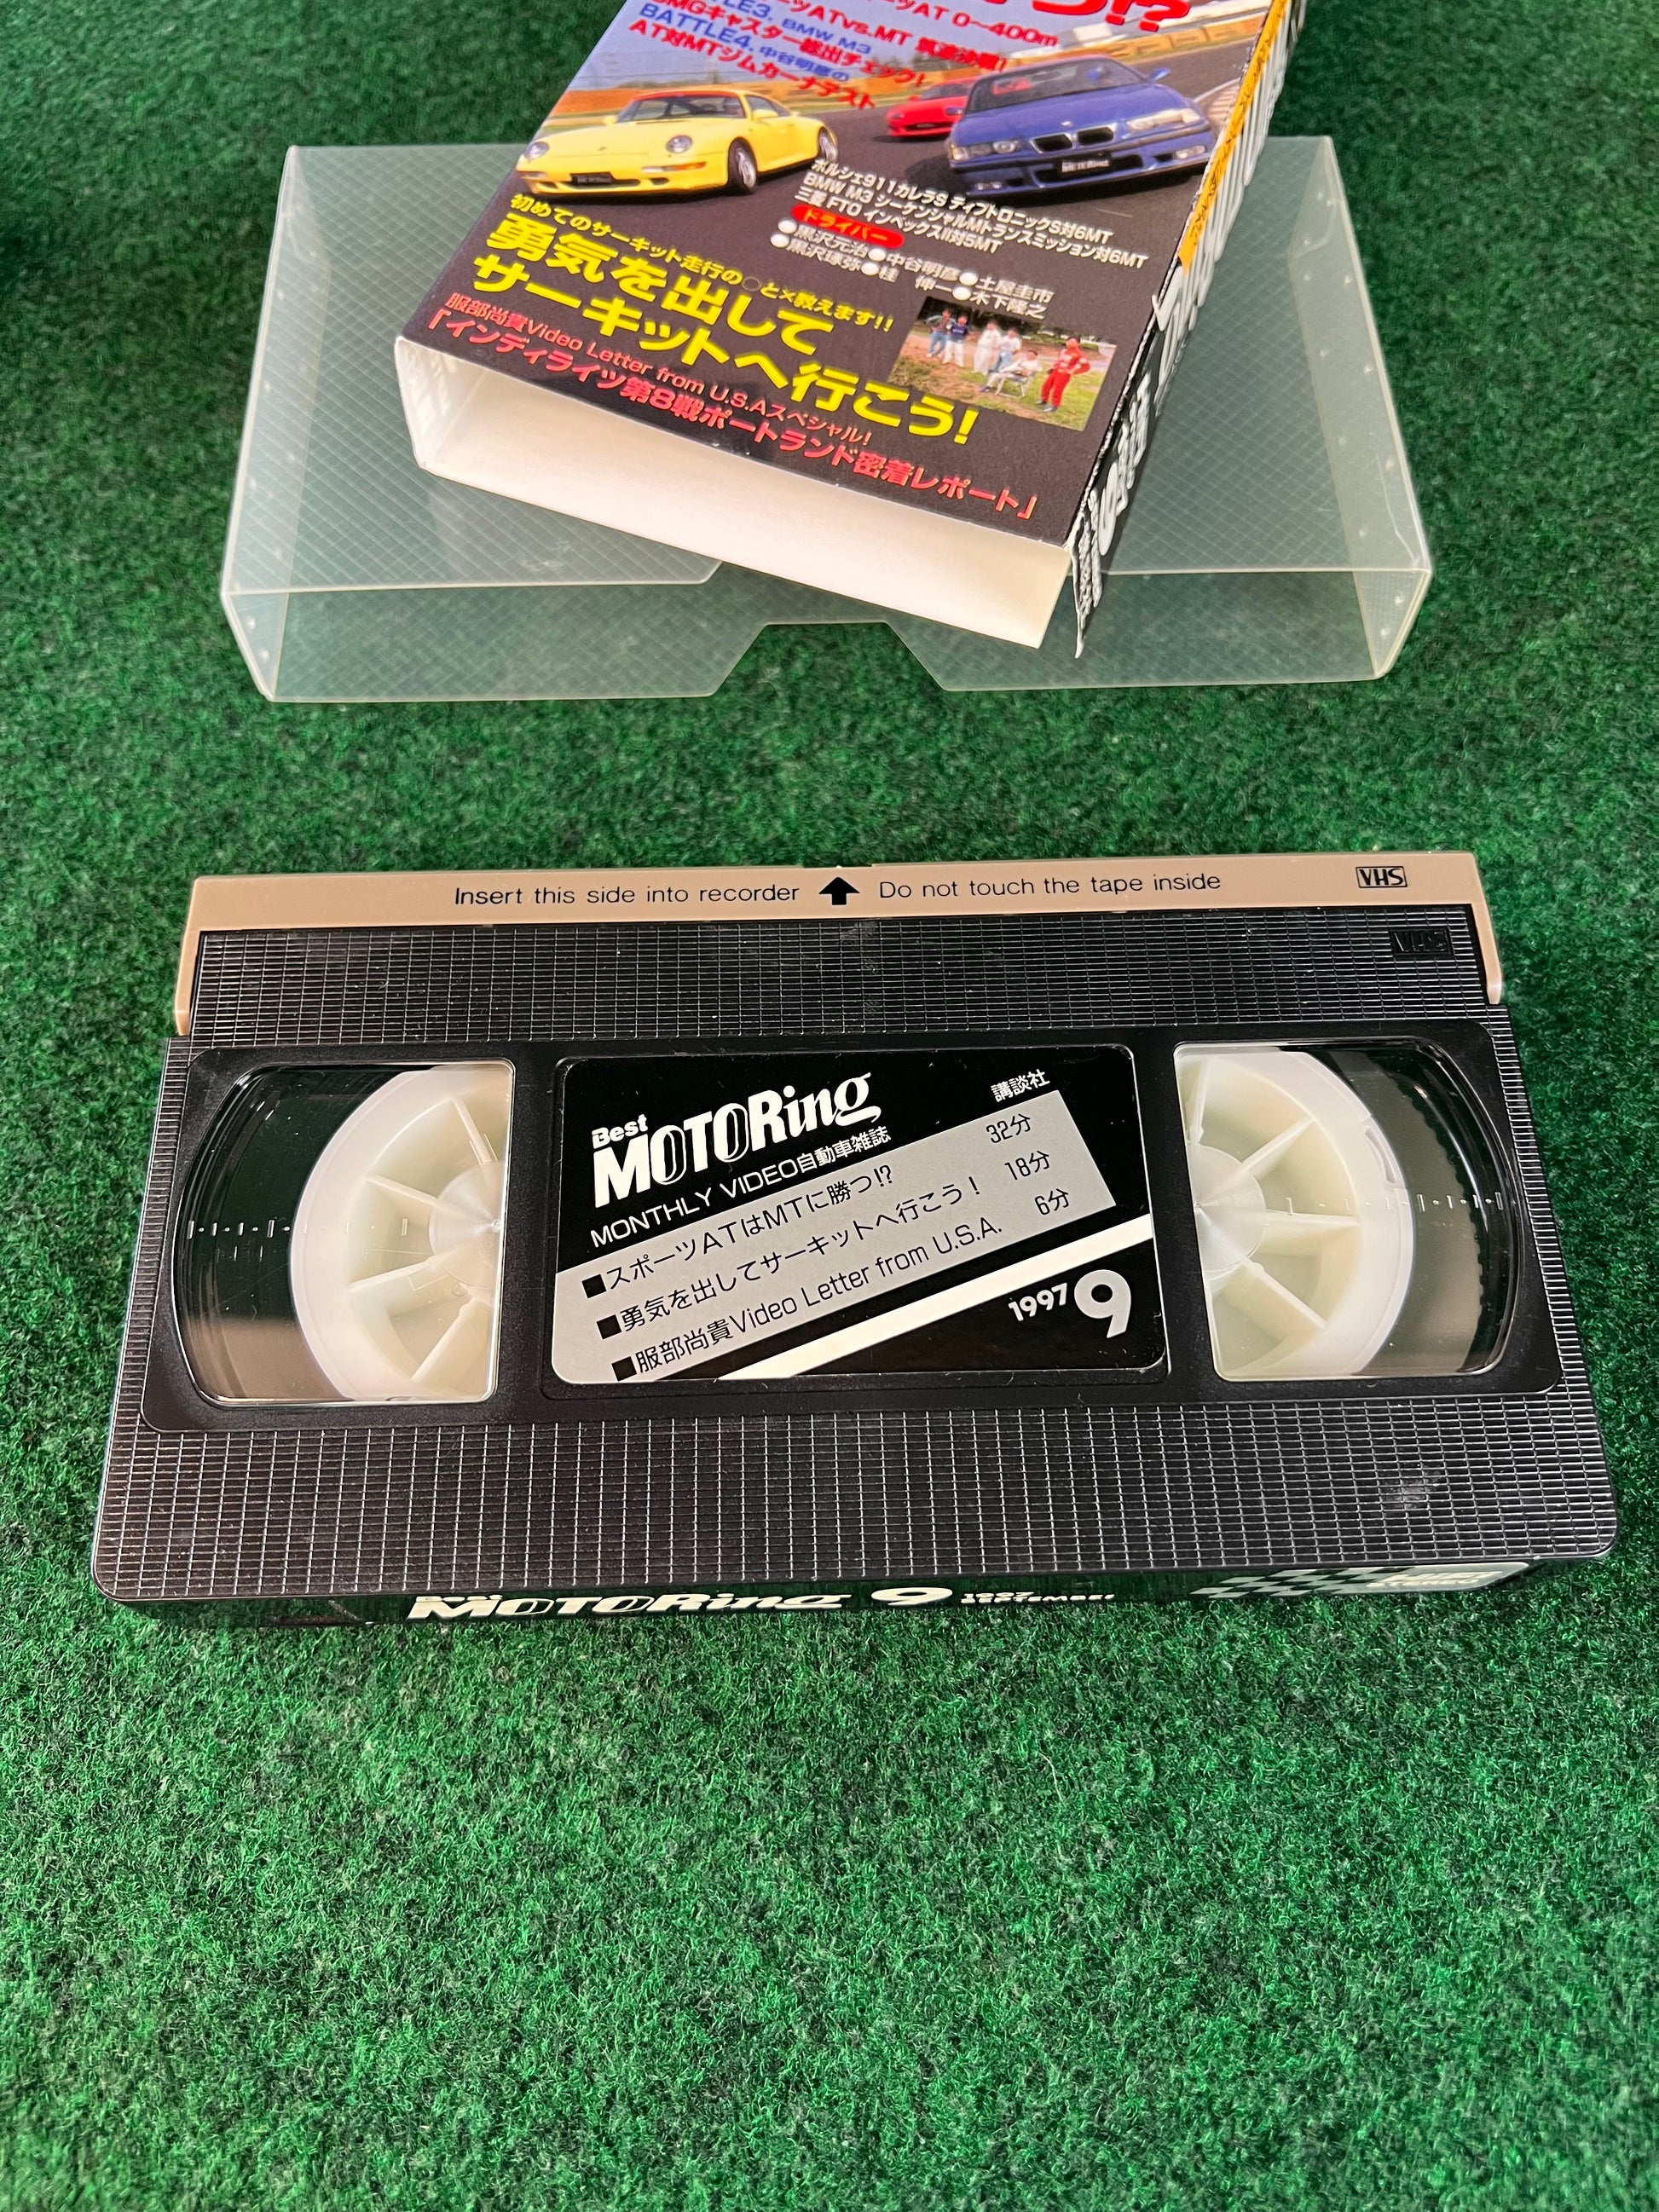 ツAT 0〜400m
ツATvs.MT 筑波決戦!
BMW M3
キャスター総出チェック!
BATTLE4. 中谷明彦の
AT対MTジムカーナテスト
ポルシェ911カレラS ティプトロニックS対6MT
BMW M3 シーケンシャルMトランスミッション対6MT
三菱 FTO インベックスII対5MT
ドライバー
●黒沢元治●中谷明彦●土屋圭市
●黒沢琢弥●桂 伸一●木下隆之
初めてのサーキット走行の○と×教えます!!
勇気を出して
サーキットへ行こう!
服部尚貴Video Letter from U.S.Aスペシャル!
「インディライツ第8戦ポートランド密着レポート」
Insert this side into recorder Do not touch the tape inside VHS
VHS
Best
MOTORing
講談社
MONTHLY VIDEO自動車雑誌
■スポーツATはMTに勝つ!? 32分
■勇気を出してサーキットへ行こう! 18分
■服部尚貴Video Letter from U.S.A. 6分
1997 9
MOTORing 9 1997 SEPTEMBER